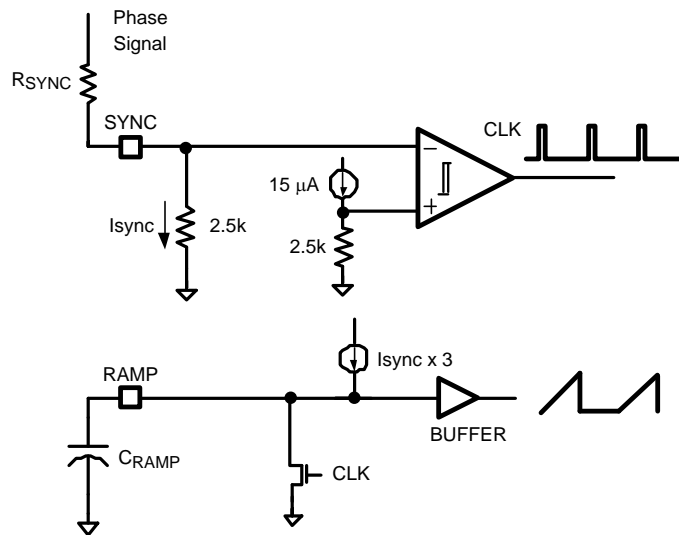 Phase
Signal
RSYNC
SYNC
CLK
15 μA
Isync
2.5k
2.5k
−
+
Isync x 3
RAMP
BUFFER
CRAMP
CLK